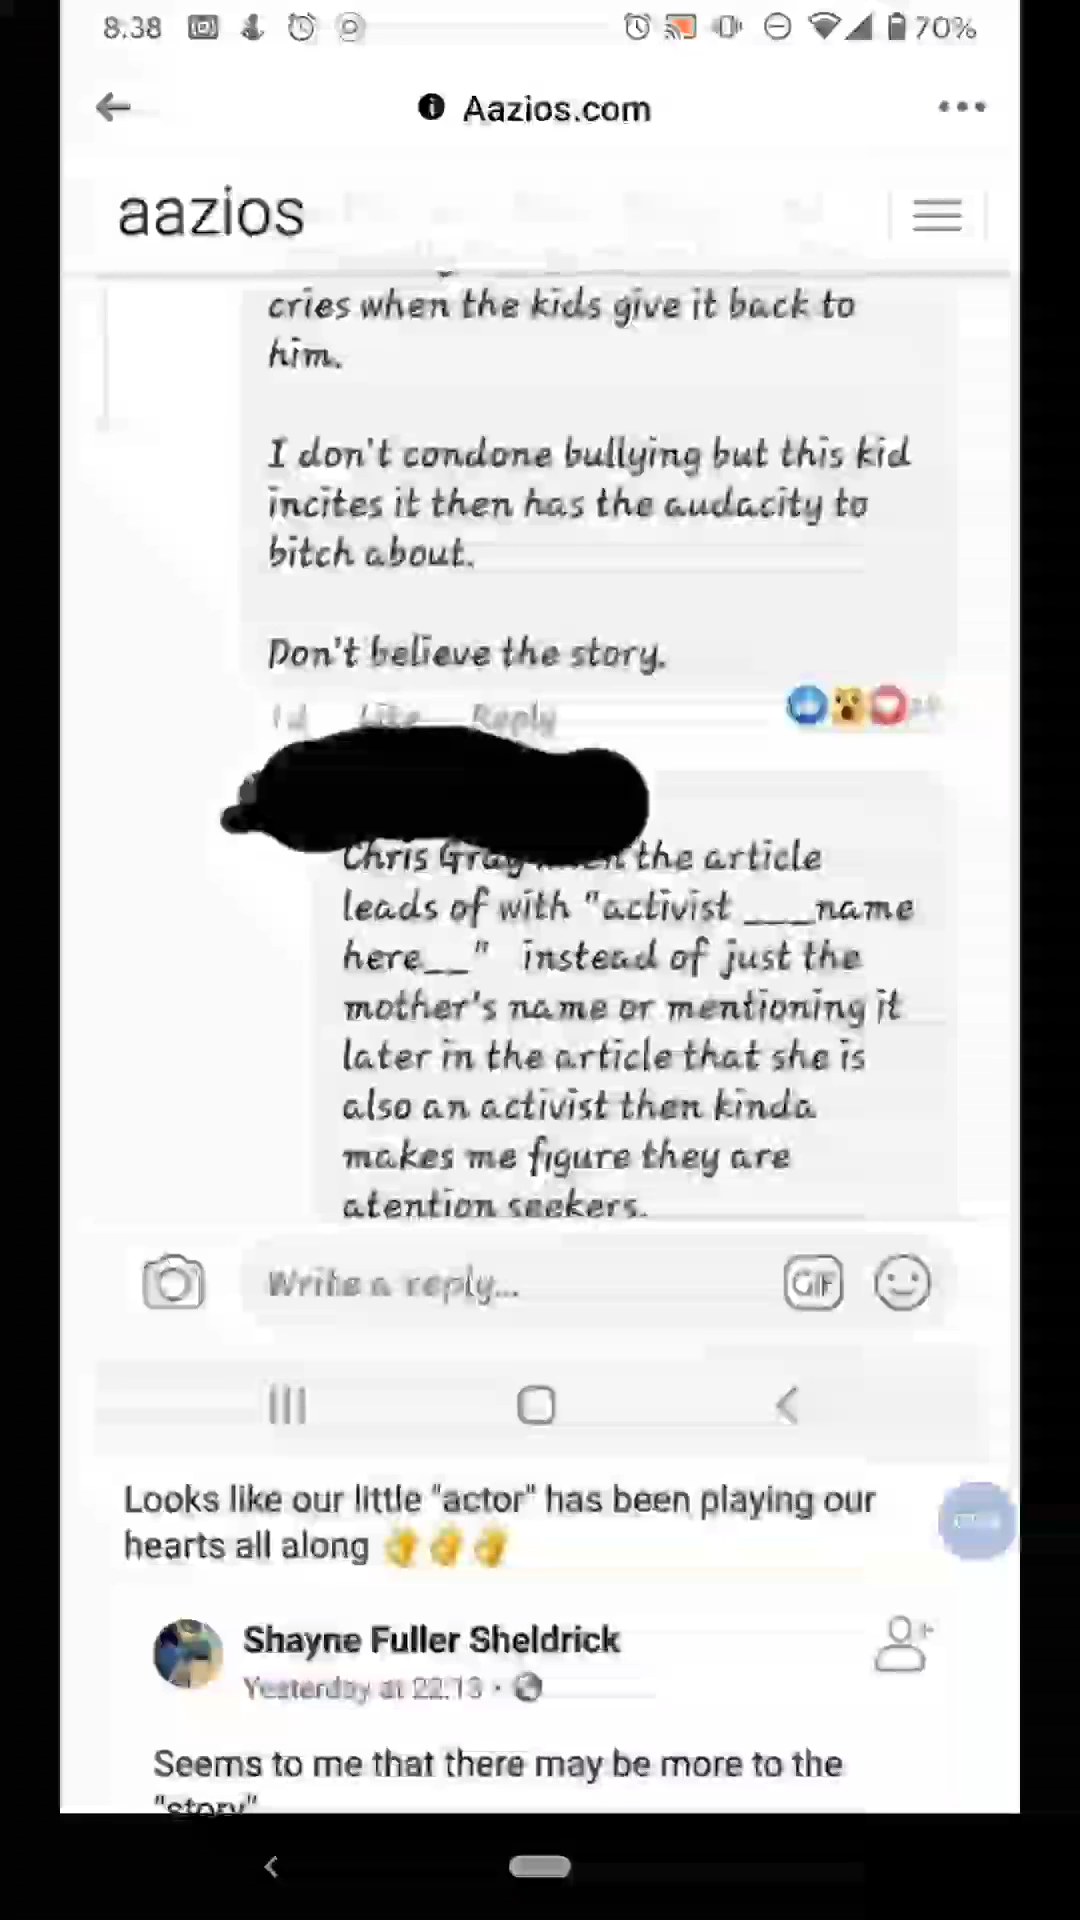 8:38
70%
Aazios.com
aazios
cries when the kids give it back to
him.
I don't condone bullying but this kid
incites it then has the audacity to
bitch about.
Don't believe the story.
1d Like Reply
Chris Gray the article
leads of with "activist ___name
here__" instead of just the
mother's name or mentioning it
later in the article that she is
also an activist then kinda
makes me figure they are
atention seekers.
Write a reply...
GIF
Looks like our little "actor" has been playing our
hearts all along 👌👌👌
Shayne Fuller Sheldrick
Yesterday at 22:13
Seems to me that there may be more to the
"story"